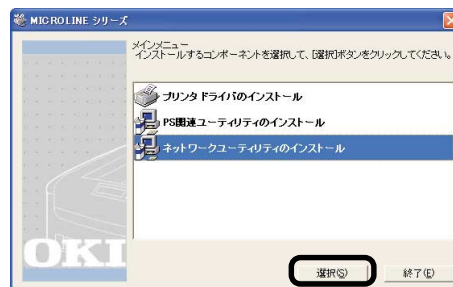 MICROLINE シリーズ
メインメニュー
インストールするコンポーネントを選択して、[選択]ボタンをクリックしてください。
プリンタドライバのインストール
PS関連ユーティリティのインストール
ネットワークユーティリティのインストール
OKI
選択(S)
終了(E)